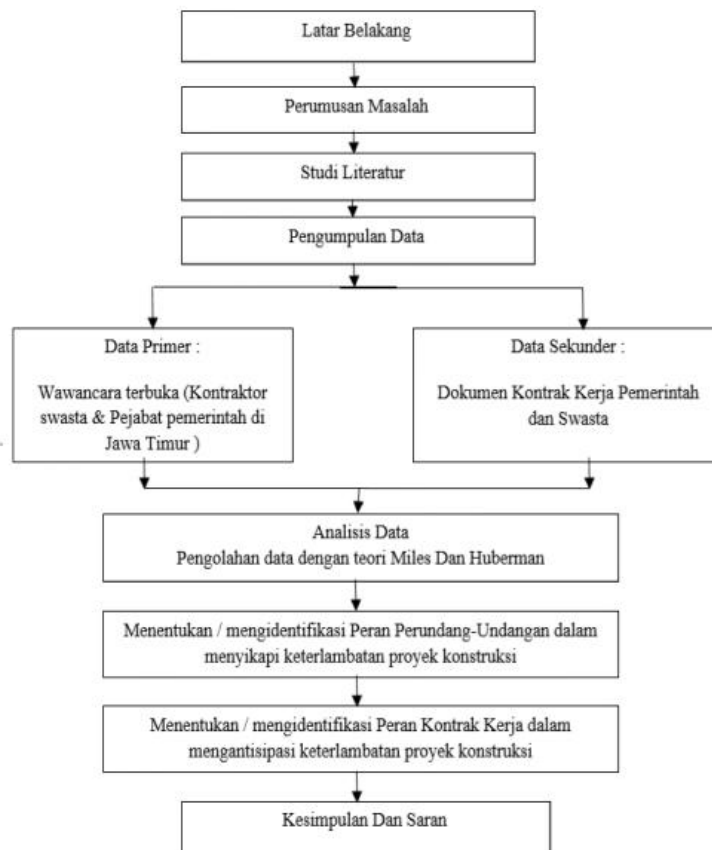 Latar Belakang
Perumusan Masalah
Studi Literatur
Pengumpulan Data
Data Primer :
Wawancara terbuka (Kontraktor
swasta & Pejabat pemerintah di
Jawa Timur )
Data Sekunder :
Dokumen Kontrak Kerja Pemerintah
dan Swasta
Analisis Data
Pengolahan data dengan teori Miles Dan Huberman
Menentukan / mengidentifikasi Peran Perundang-Undangan dalam
menyikapi keterlambatan proyek konstruksi
Menentukan / mengidentifikasi Peran Kontrak Kerja dalam
mengantisipasi keterlambatan proyek konstruksi
Kesimpulan Dan Saran